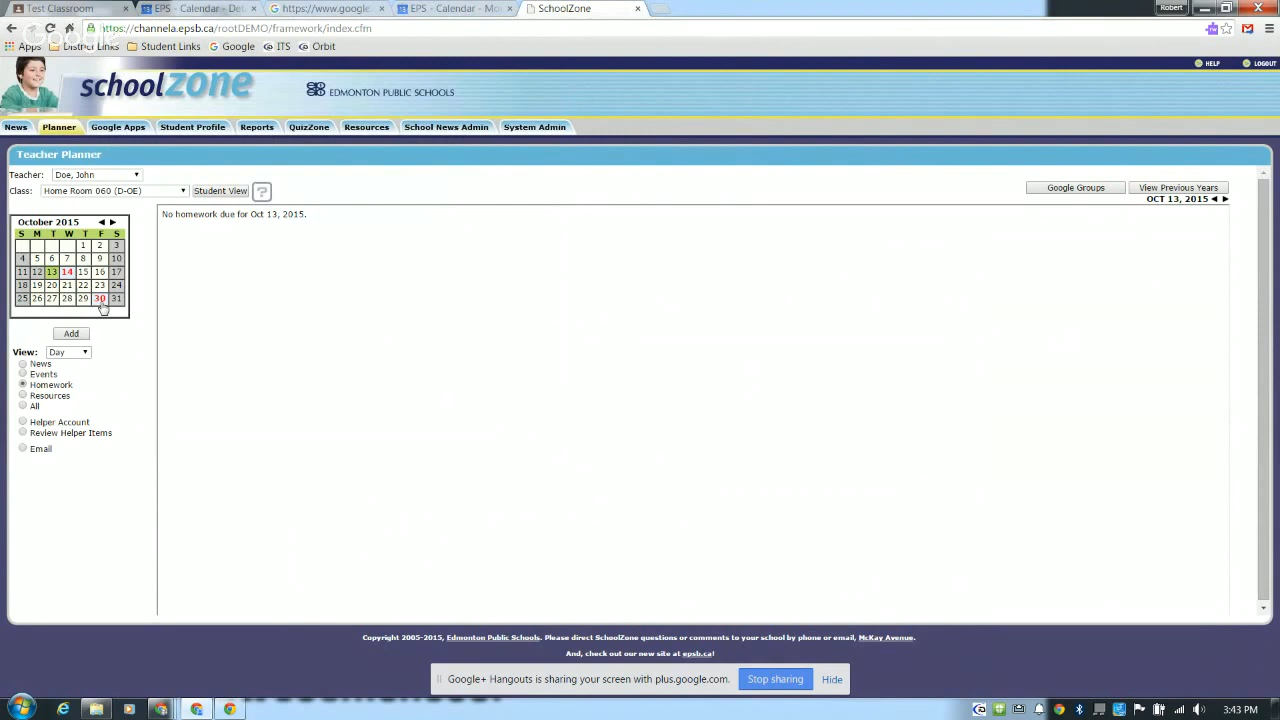 Test Classroom
EPS - Calendar - Det
https://www.google.
EPS - Calendar - Mo
SchoolZone
Robert
https://channela.epsb.ca/rootDEMO/framework/index.cfm
Apps District Links Student Links Google ITS Orbit
HELP LOGOUT
schoolzone
EDMONTON PUBLIC SCHOOLS
News Planner Google Apps Student Profile Reports QuizZone Resources School News Admin System Admin
Teacher Planner
Teacher: Doe, John
Class: Home Room 060 (D-OE) Student View ?
Google Groups View Previous Years
OCT 13, 2015
October 2015
S M T W T F S
1 2 3
4 5 6 7 8 9 10
11 12 13 14 15 16 17
18 19 20 21 22 23 24
25 26 27 28 29 30 31
No homework due for Oct 13, 2015.
Add
View: Day
News
Events
Homework
Resources
All
Helper Account
Review Helper Items
Email
Copyright 2005-2015, Edmonton Public Schools. Please direct SchoolZone questions or comments to your school by phone or email, McKay Avenue.
And, check out our new site at epsb.ca!
Google+ Hangouts is sharing your screen with plus.google.com. Stop sharing Hide
3:43 PM